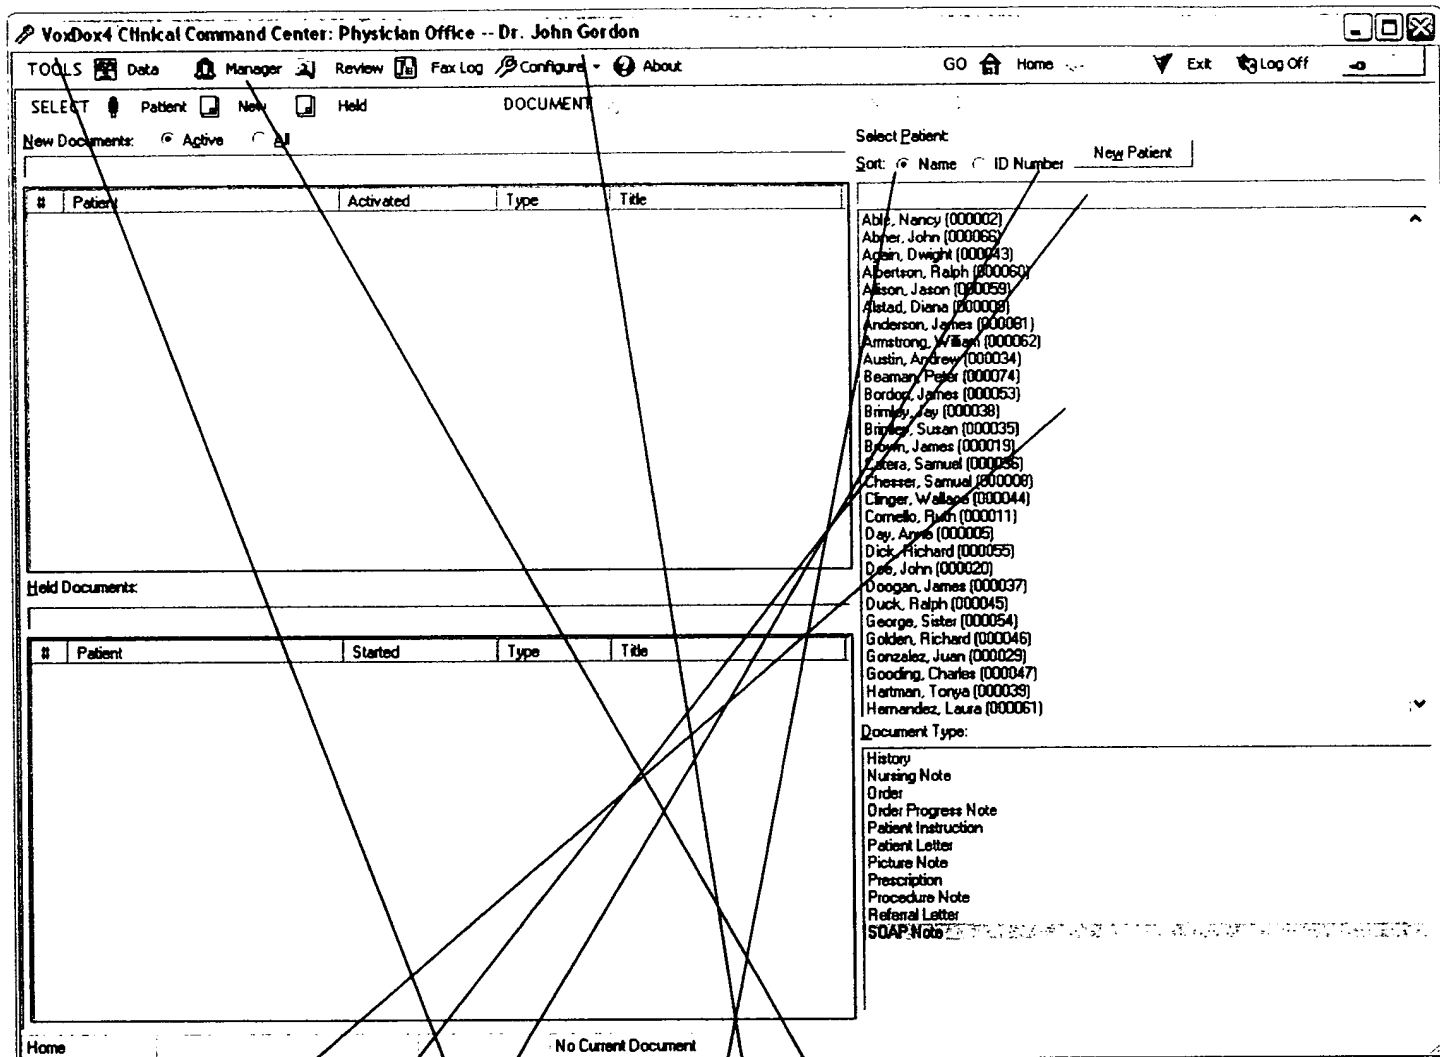 VoxDox4 Clinical Command Center: Physician Office -- Dr. John Gordon
TOOLS Data Manager Review Fax Log Configure About GO Home Exit Log Off
SELECT Patient New Held DOCUMENT
New Documents: Active All
Select Patient:
Sort: Name ID Number New Patient
# Patient Activated Type Title
Able, Nancy (000002)
Abner, John (000066)
Again, Dwight (000043)
Albertson, Ralph (000060)
Allison, Jason (000059)
Alstad, Diana (000009)
Anderson, James (000081)
Armstrong, William (000062)
Austin, Andrew (000034)
Beaman, Peter (000074)
Bordon, James (000053)
Brimley, Jay (000038)
Brimley, Susan (000035)
Brown, James (000019)
Samuel (000036)
Chesser, Samual (000008)
Clinger, Wallace (000044)
Cornello, Ruth (000011)
Day, Anne (000005)
Dick, Richard (000055)
Doe, John (000020)
Doogan, James (000037)
Duck, Ralph (000045)
George, Sister (000054)
Golden, Richard (000046)
Gonzalez, Juan (000029)
Gooding, Charles (000047)
Hartman, Tonya (000039)
Hernandez, Laura (000061)
Held Documents:
# Patient Started Type Title
Document Type:
History
Nursing Note
Order
Order Progress Note
Patient Instruction
Patient Letter
Picture Note
Prescription
Procedure Note
Referral Letter
SOAP Note
Home No Current Document